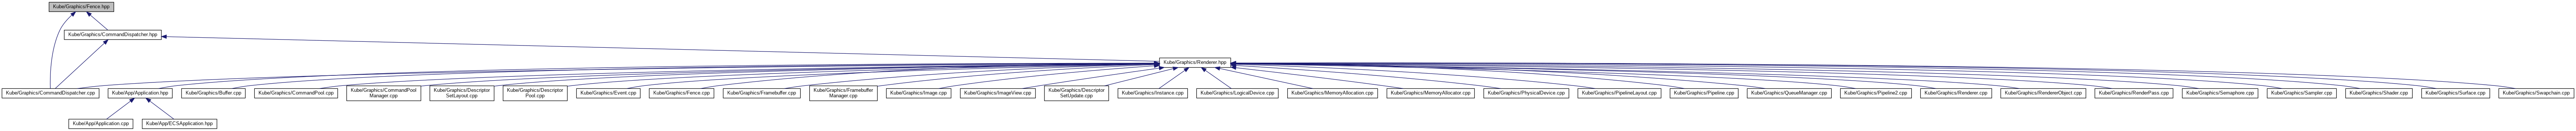 Kube/Graphics/Fence.hpp
Kube/Graphics/CommandDispatcher.hpp
Kube/Graphics/Renderer.hpp
Kube/Graphics/CommandDispatcher.cpp
Kube/App/Application.hpp
Kube/Graphics/Buffer.cpp
Kube/Graphics/CommandPool.cpp
Kube/Graphics/CommandPool
Manager.cpp
Kube/Graphics/Descriptor
SetLayout.cpp
Kube/Graphics/Descriptor
Pool.cpp
Kube/Graphics/Event.cpp
Kube/Graphics/Fence.cpp
Kube/Graphics/Framebuffer.cpp
Kube/Graphics/Framebuffer
Manager.cpp
Kube/Graphics/Image.cpp
Kube/Graphics/ImageView.cpp
Kube/Graphics/Descriptor
SetUpdate.cpp
Kube/Graphics/Instance.cpp
Kube/Graphics/LogicalDevice.cpp
Kube/Graphics/MemoryAllocation.cpp
Kube/Graphics/MemoryAllocator.cpp
Kube/Graphics/PhysicalDevice.cpp
Kube/Graphics/PipelineLayout.cpp
Kube/Graphics/Pipeline.cpp
Kube/Graphics/QueueManager.cpp
Kube/Graphics/Pipeline2.cpp
Kube/Graphics/Renderer.cpp
Kube/Graphics/RendererObject.cpp
Kube/Graphics/RenderPass.cpp
Kube/Graphics/Semaphore.cpp
Kube/Graphics/Sampler.cpp
Kube/Graphics/Shader.cpp
Kube/Graphics/Surface.cpp
Kube/Graphics/Swapchain.cpp
Kube/App/Application.cpp
Kube/App/ECSApplication.hpp